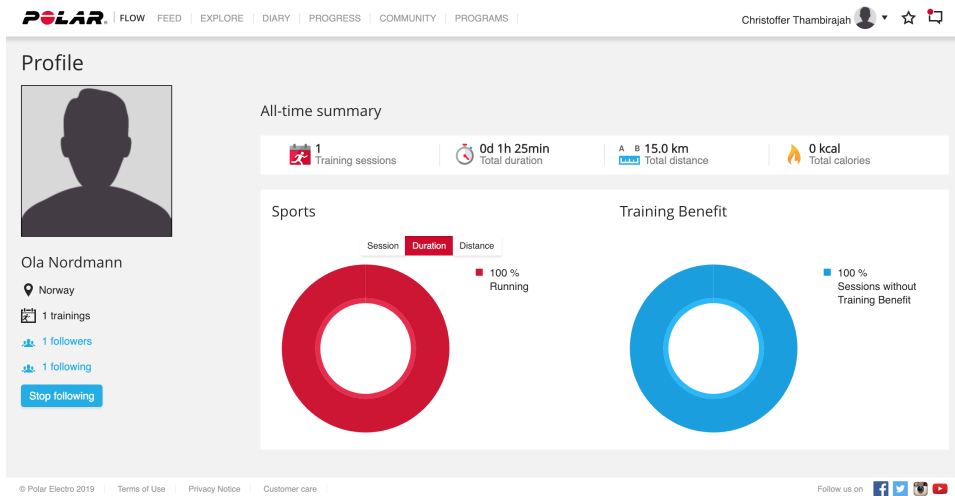 POLAR. FLOW FEED EXPLORE DIARY PROGRESS COMMUNITY PROGRAMS Christoffer Thambirajah
Profile
All-time summary
1
Training sessions
0d 1h 25min
Total duration
A B 15.0 km
Total distance
0 kcal
Total calories
Ola Nordmann
Norway
1 trainings
1 followers
1 following
Stop following
Sports
Session Duration Distance
100 %
Running
Training Benefit
100 %
Sessions without
Training Benefit
© Polar Electro 2019 Terms of Use Privacy Notice Customer care Follow us on